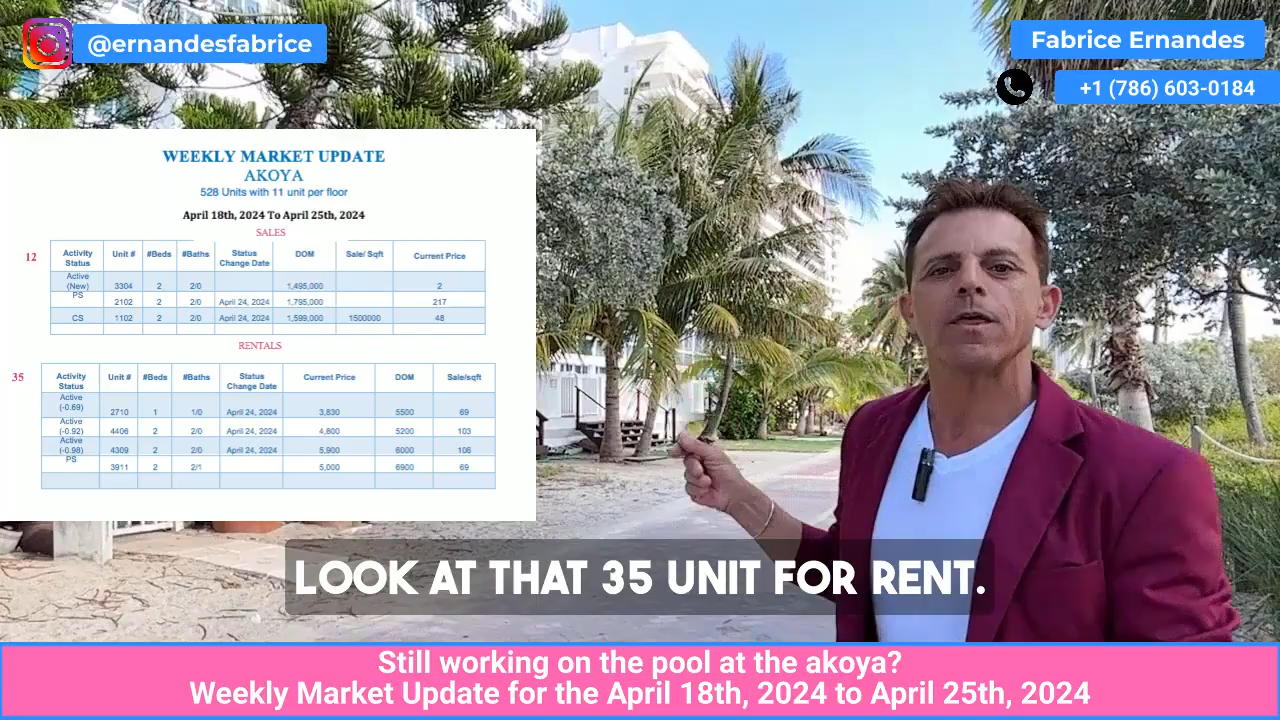 @ernandesfabrice
Fabrice Ernandes
+1 (786) 603-0184
WEEKLY MARKET UPDATE
AKOYA
528 Units with 11 unit per floor
April 18th, 2024 To April 25th, 2024
SALES
12
Activity Status Unit # #Beds #Baths Status Change Date DOM Sale/ Sqft Current Price
Active (New) 3304 2 2/0 1,495,000 2
PS 2102 2 2/0 April 24, 2024 1,795,000 217
CS 1102 2 2/0 April 24, 2024 1,599,000 1500000 48
RENTALS
35
Activity Status Unit # #Beds #Baths Status Change Date Current Price DOM Sale/sqft
Active (-0.69) 2710 1 1/0 April 24, 2024 3,830 5500 69
Active (-0.92) 4406 2 2/0 April 24, 2024 4,800 5200 103
Active (-0.98) 4309 2 2/0 April 24, 2024 5,900 6000 106
PS 3911 2 2/1 5,000 6900 69
LOOK AT THAT 35 UNIT FOR RENT.
Still working on the pool at the akoya?
Weekly Market Update for the April 18th, 2024 to April 25th, 2024